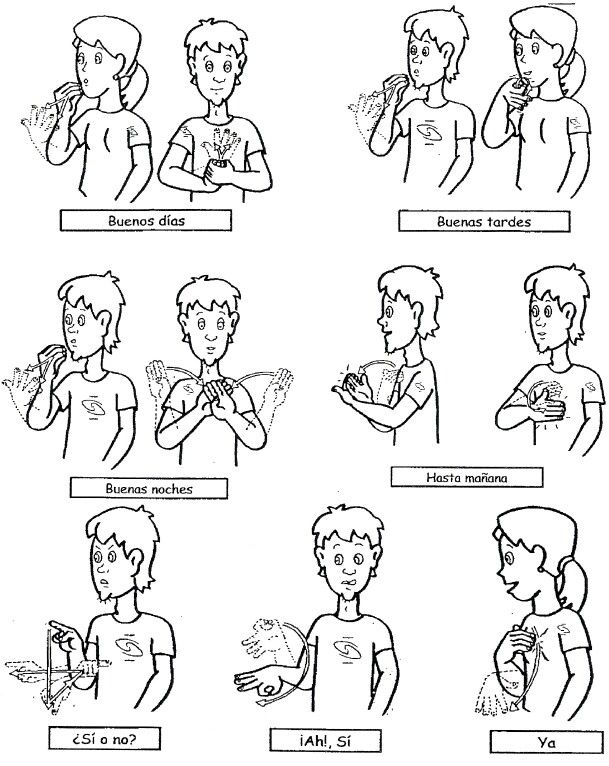 Buenos días
Buenas tardes
Buenas noches
Hasta mañana
¿Sí o no?
¡Ah!, Sí
Ya